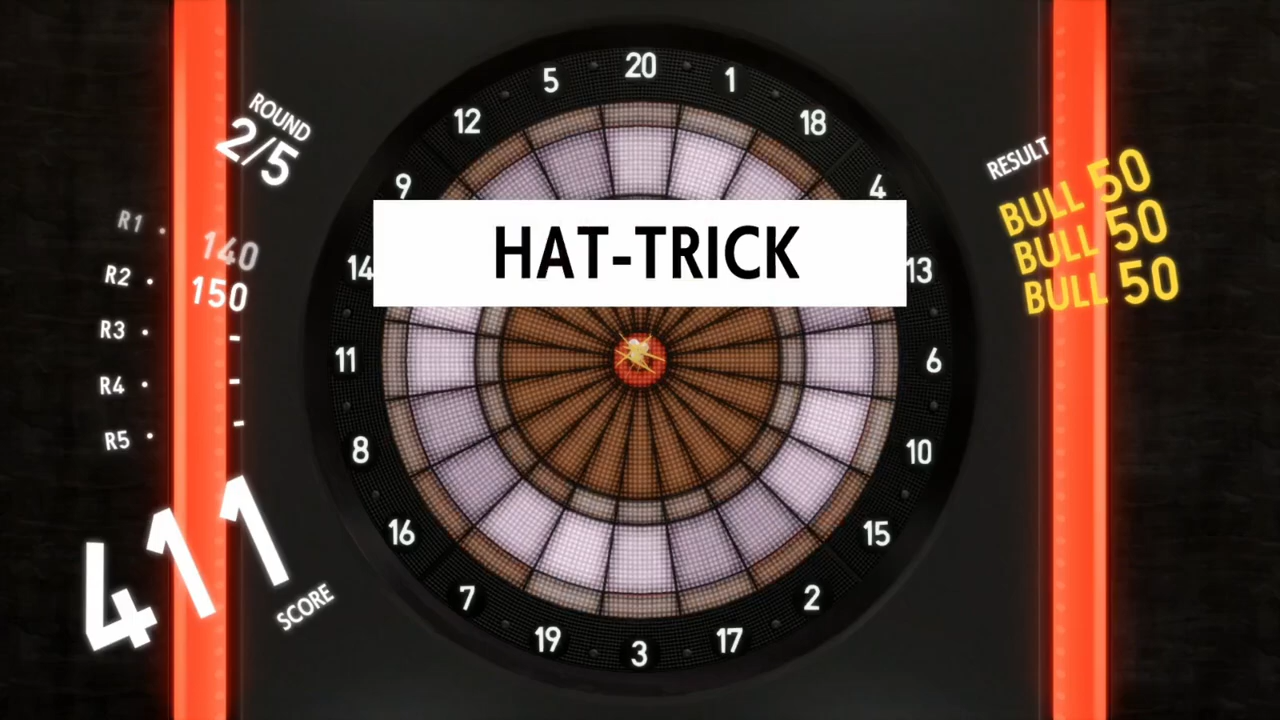 ROUND
2/5
R1 140
R2 150
R3 -
R4 -
R5 -
411
SCORE
20
1
18
4
13
6
10
15
2
17
3
19
7
16
8
11
14
9
12
5
HAT-TRICK
RESULT
BULL 50
BULL 50
BULL 50